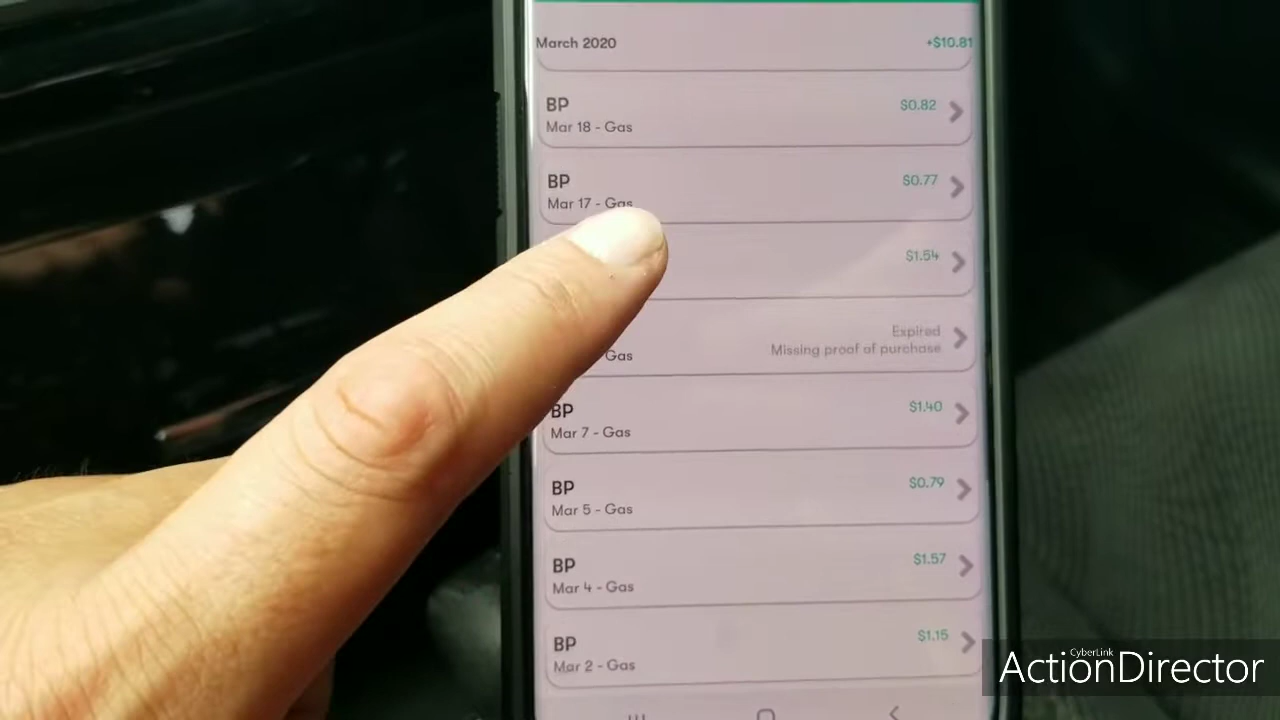 March 2020 +$10.81
BP $0.82
Mar 18 - Gas
BP $0.77
Mar 17 - Gas
$1.54
Expired
Missing proof of purchase
Gas
BP $1.40
Mar 7 - Gas
BP $0.79
Mar 5 - Gas
BP $1.57
Mar 4 - Gas
BP $1.15
Mar 2 - Gas
CyberLink
ActionDirector